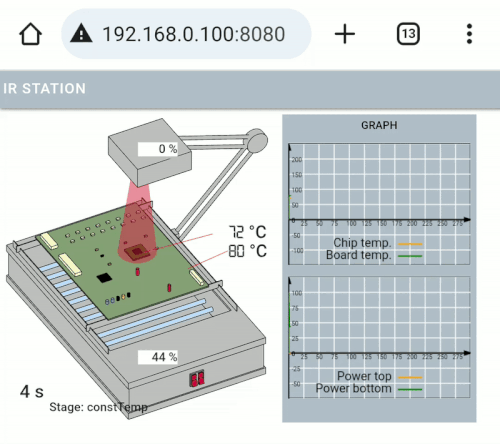 192.168.0.100:8080
13
IR STATION
0 %
72 °C
80 °C
44 %
4 s
Stage: constTemp
GRAPH
200
150
100
50
0 25 50 75 100 125 150 175 200 225 250 275
50
100
Chip temp.
Board temp.
100
75
50
25
0 25 50 75 100 125 150 175 200 225 250 275
25
50
Power top
Power bottom